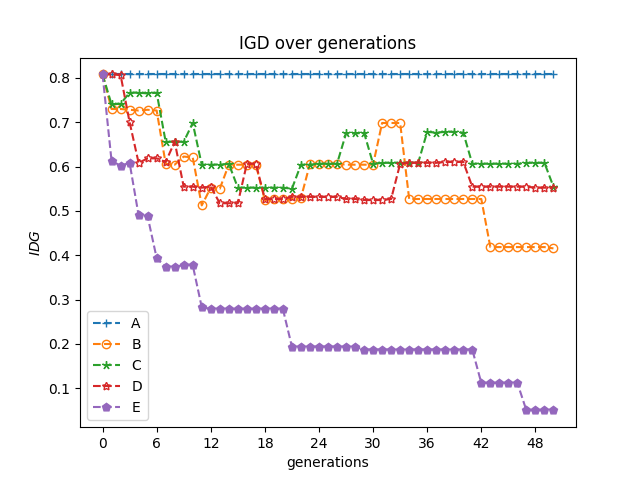 IGD over generations
IDG
0.8
0.7
0.6
0.5
0.4
0.3
0.2
0.1
A
B
C
D
E
0 6 12 18 24 30 36 42 48
generations